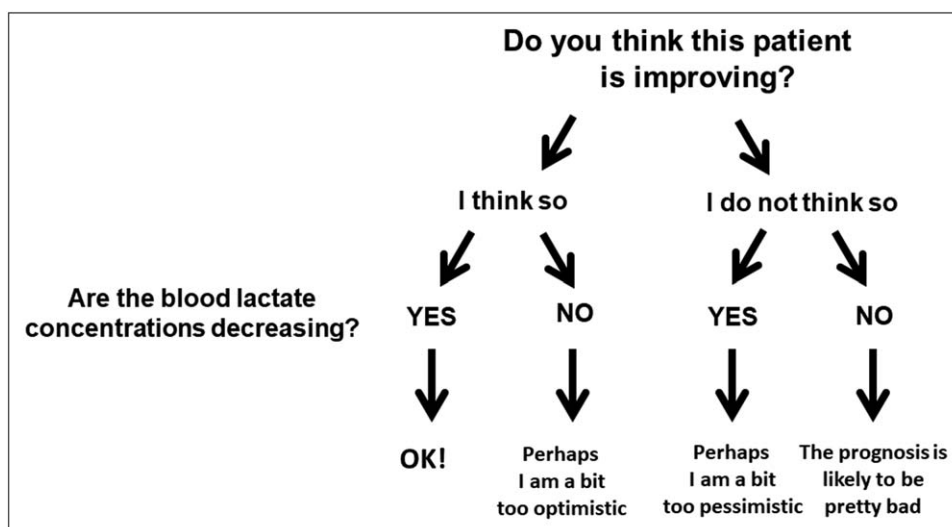 Do you think this patient
is improving?
I think so
I do not think so
Are the blood lactate
concentrations decreasing?
YES
NO
YES
NO
OK!
Perhaps
I am a bit
too optimistic
Perhaps
I am a bit
too pessimistic
The prognosis is
likely to be
pretty bad